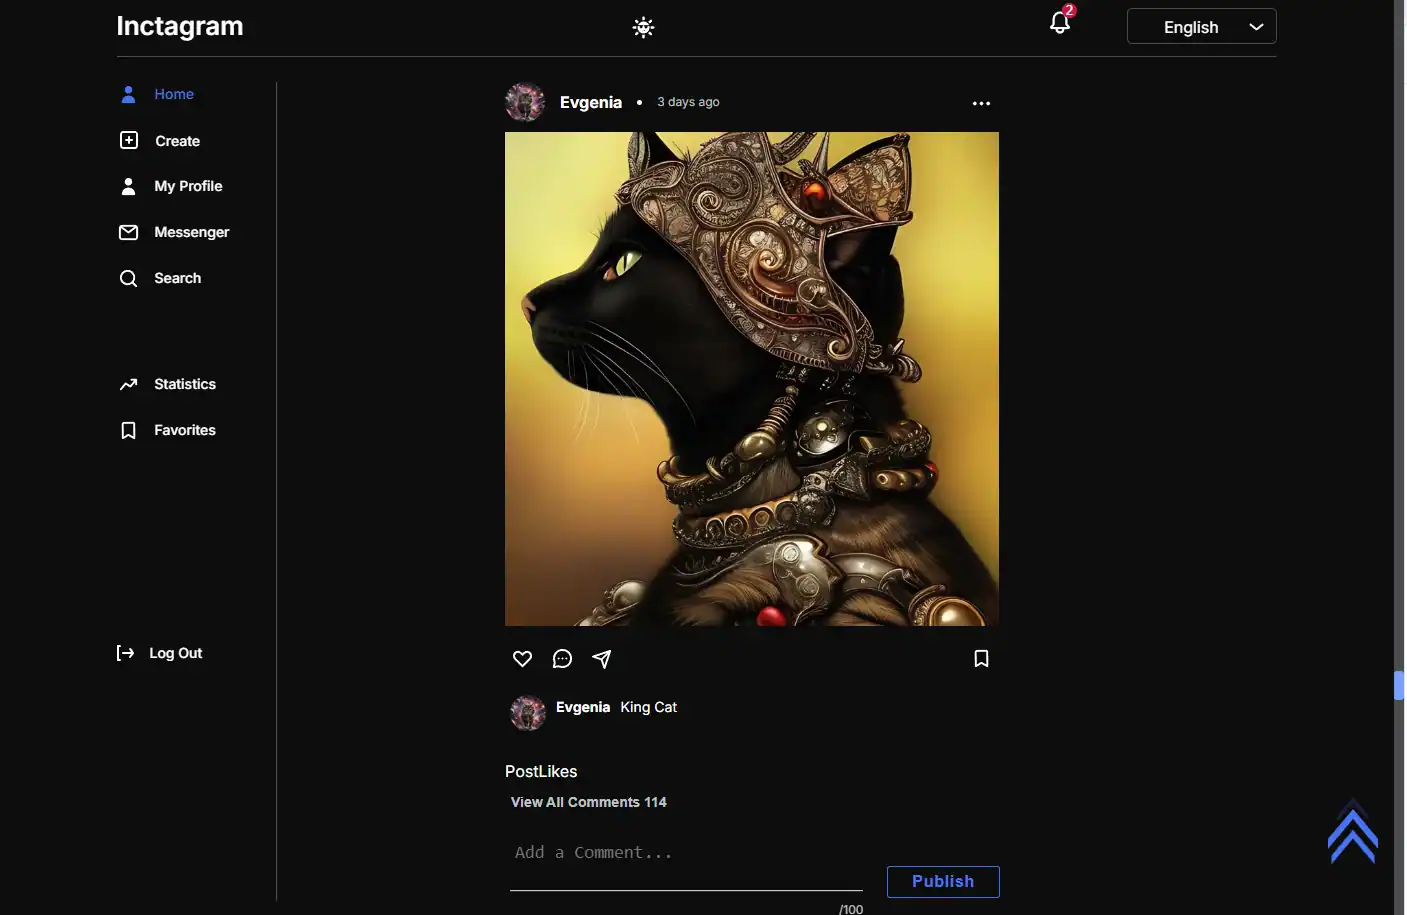 Inctagram
2
English
Home
Create
My Profile
Messenger
Search
Statistics
Favorites
Log Out
Evgenia • 3 days ago
Evgenia King Cat
PostLikes
View All Comments 114
Add a Comment...
Publish
/100